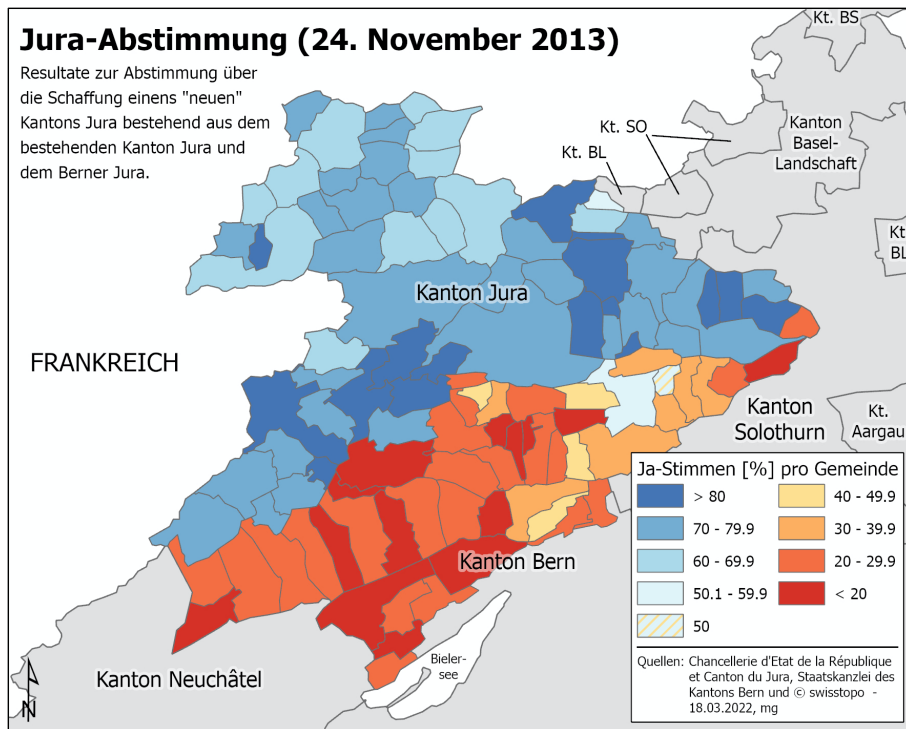 Jura-Abstimmung (24. November 2013)
Resultate zur Abstimmung über
die Schaffung einens "neuen"
Kantons Jura bestehend aus dem
bestehenden Kanton Jura und
dem Berner Jura.
Kt. BS
Kt. SO
Kt. BL
Kanton
Basel-
Landschaft
Kt.
BL
Kanton Jura
FRANKREICH
Kanton
Solothurn
Kt.
Aargau
Kanton Bern
Kanton Neuchâtel
Bieler-
see
N
Ja-Stimmen [%] pro Gemeinde
> 80
70 - 79.9
60 - 69.9
50.1 - 59.9
50
40 - 49.9
30 - 39.9
20 - 29.9
< 20
Quellen: Chancellerie d'Etat de la République
et Canton du Jura, Staatskanzlei des
Kantons Bern und © swisstopo -
18.03.2022, mg